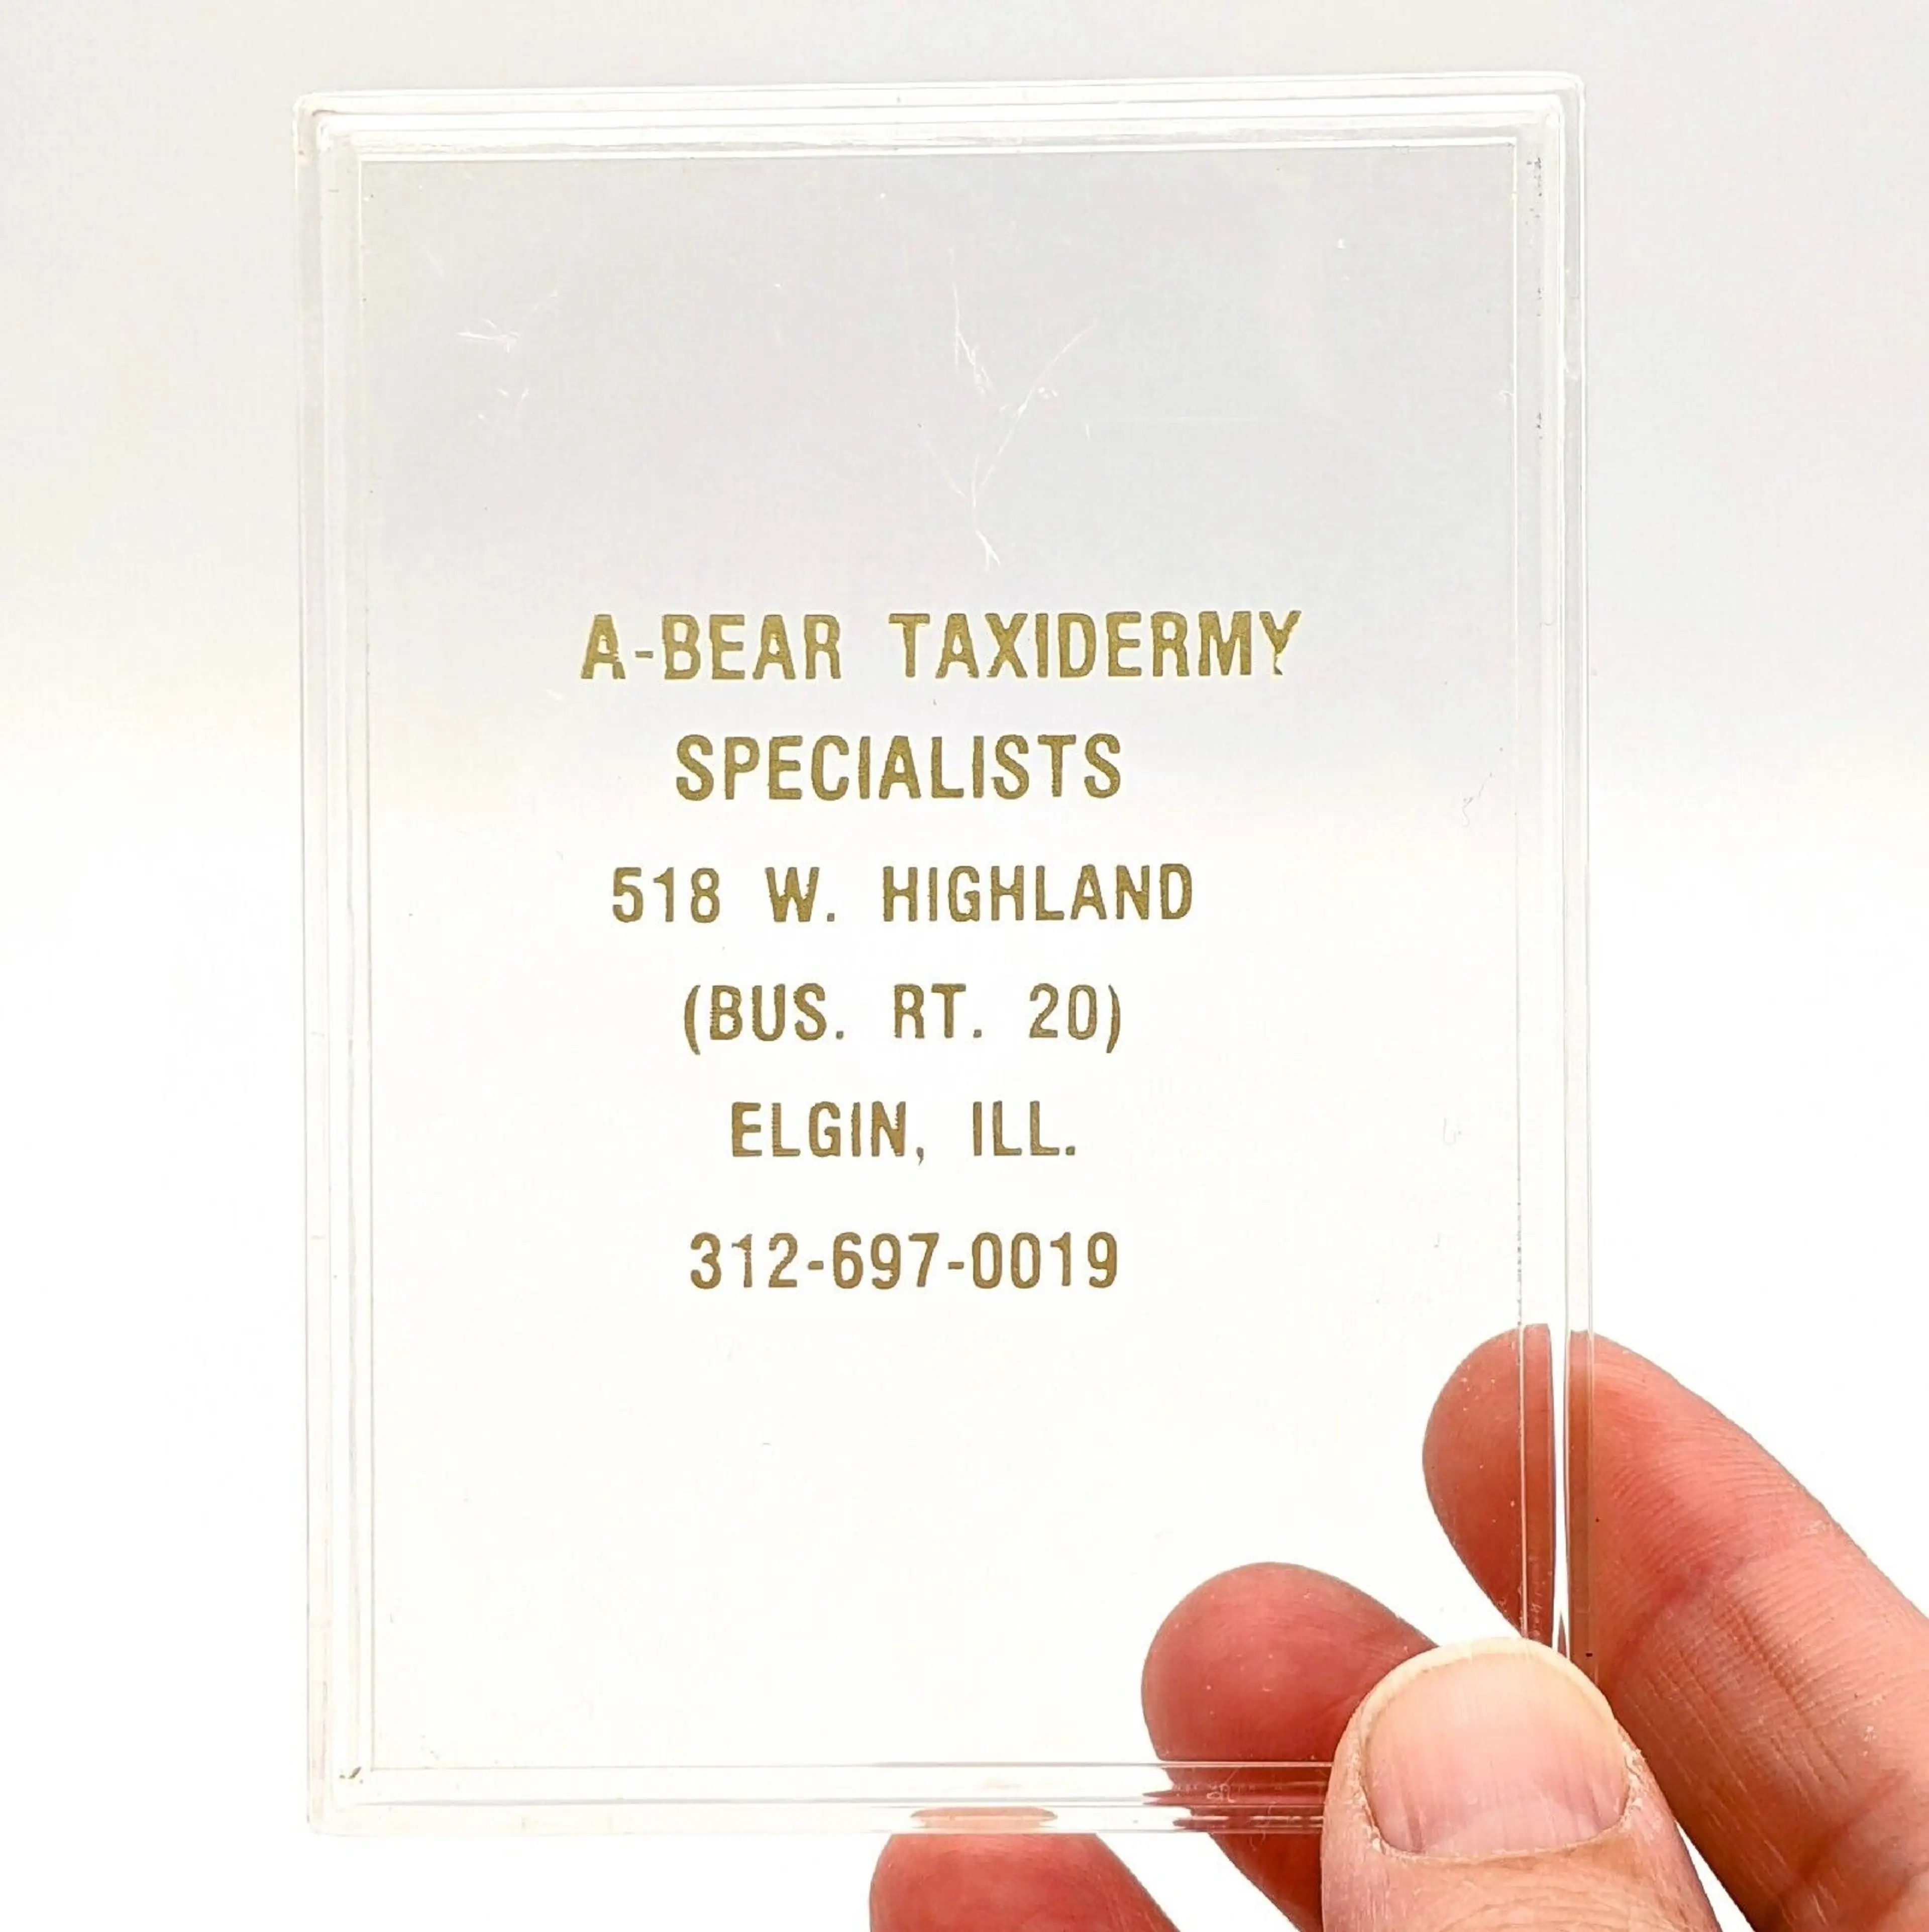 A-BEAR TAXIDERMY
SPECIALISTS
518 W. HIGHLAND
(BUS. RT. 20)
ELGIN, ILL.
312-697-0019